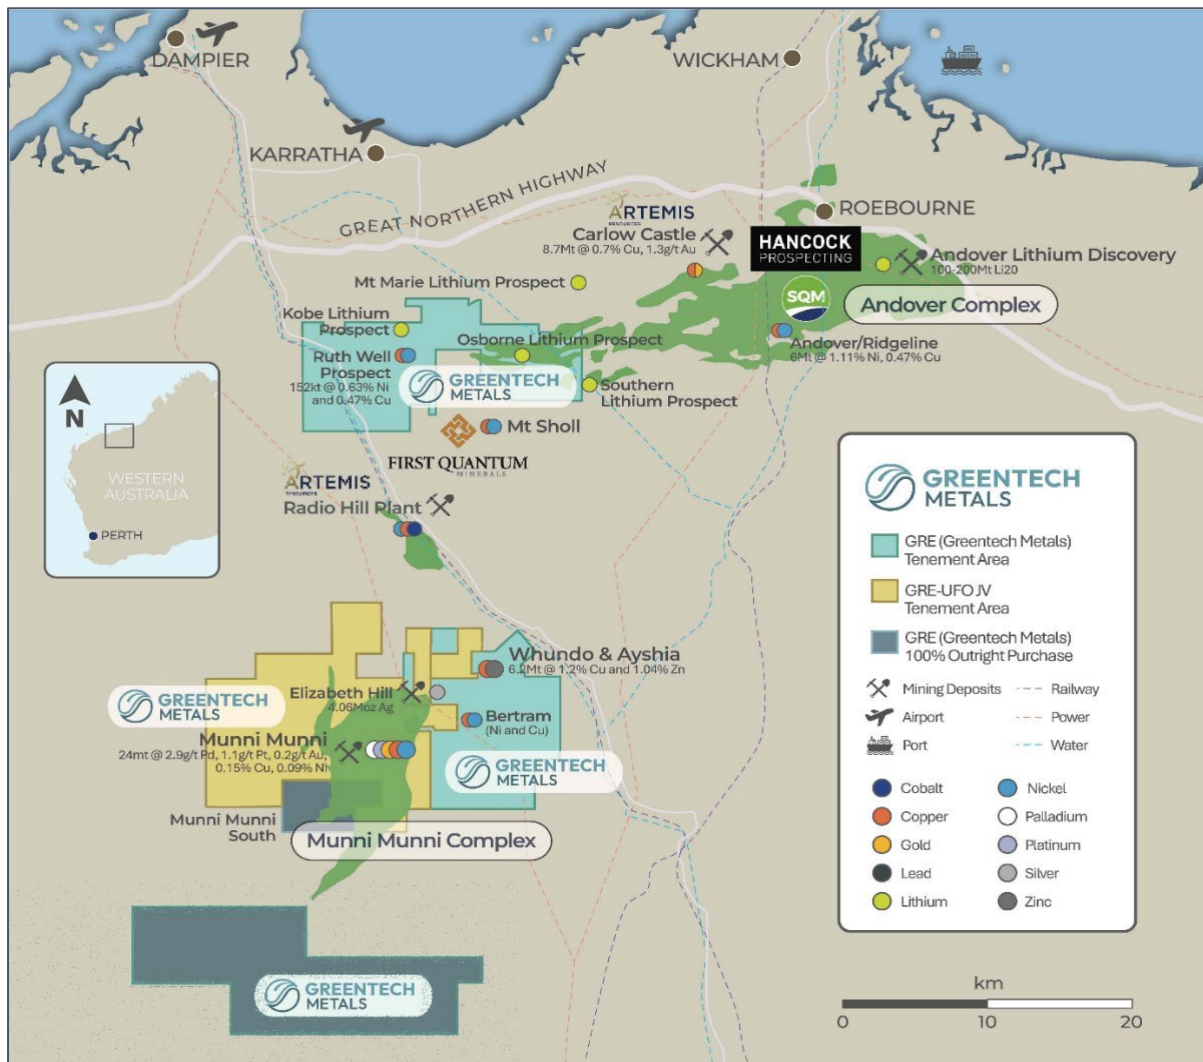 DAMPIER
WICKHAM
KARRATHA
GREAT NORTHERN HIGHWAY
ROEBOURNE
ARTEMIS
RESOURCES
Carlow Castle
8.7Mt @ 0.7% Cu, 1.3g/t Au
HANCOCK
PROSPECTING
Andover Lithium Discovery
100-200Mt Li20
SQM
Andover Complex
Mt Marie Lithium Prospect
Kobe Lithium
Prospect
Osborne Lithium Prospect
Andover/Ridgeline
6Mt @ 1.11% Ni, 0.47% Cu
Ruth Well
Prospect
152kt @ 0.63% Ni
and 0.47% Cu
GREENTECH
METALS
Southern
Lithium Prospect
Mt Sholl
FIRST QUANTUM
MINERALS
N
WESTERN
AUSTRALIA
PERTH
ARTEMIS
RESOURCES
Radio Hill Plant
Whundo & Ayshia
6.2Mt @ 1.2% Cu and 1.04% Zn
Elizabeth Hill
4.06Moz Ag
GREENTECH
METALS
Bertram
(Ni and Cu)
Munni Munni
24mt @ 2.9g/t Pd, 1.1g/t Pt, 0.2g/t Au,
0.15% Cu, 0.09% Ni
GREENTECH
METALS
Munni Munni
South
Munni Munni Complex
GREENTECH
METALS
GREENTECH
METALS
GRE (Greentech Metals)
Tenement Area
GRE-UFO JV
Tenement Area
GRE (Greentech Metals)
100% Outright Purchase
Mining Deposits
Railway
Airport
Power
Port
Water
Cobalt
Nickel
Copper
Palladium
Gold
Platinum
Lead
Silver
Lithium
Zinc
km
0
10
20